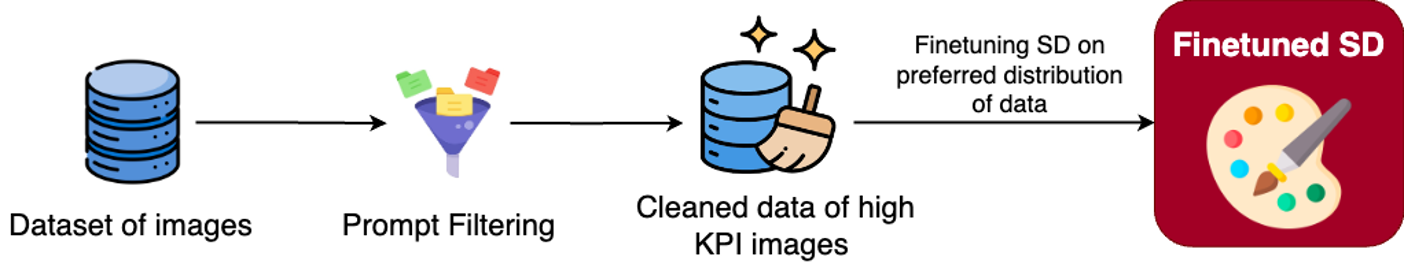 Dataset of images
Prompt Filtering
Cleaned data of high
KPI images
Finetuning SD on
preferred distribution
of data
Finetuned SD